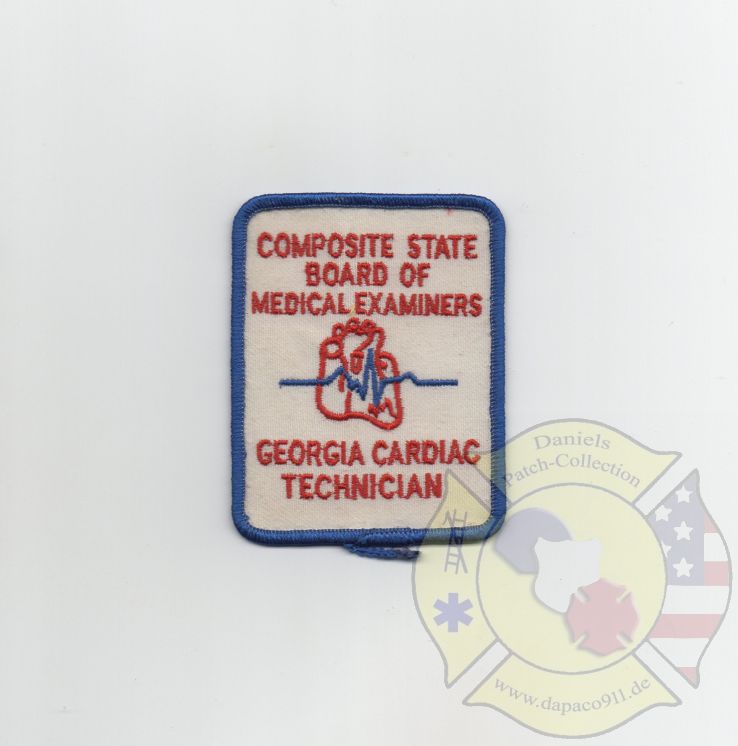 COMPOSITE STATE
BOARD OF
MEDICAL EXAMINERS
GEORGIA CARDIAC
TECHNICIAN
Daniels
Patch-Collection
www.dapaco911.de